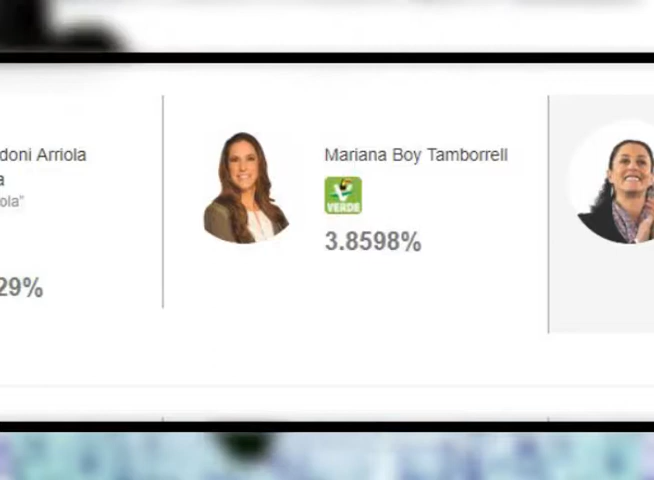 doni Arriola
a
ola"
29%
Mariana Boy Tamborrell
VERDE
3.8598%